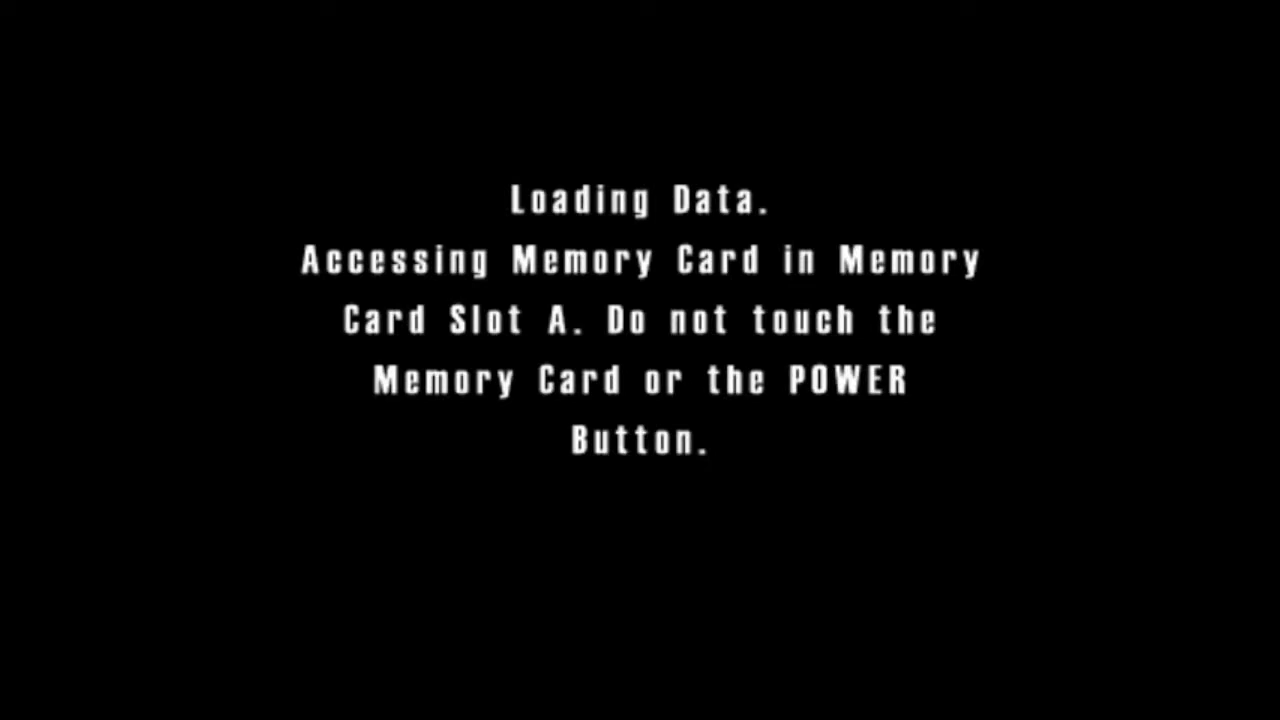 Loading Data.
Accessing Memory Card in Memory
Card Slot A. Do not touch the
Memory Card or the POWER
Button.